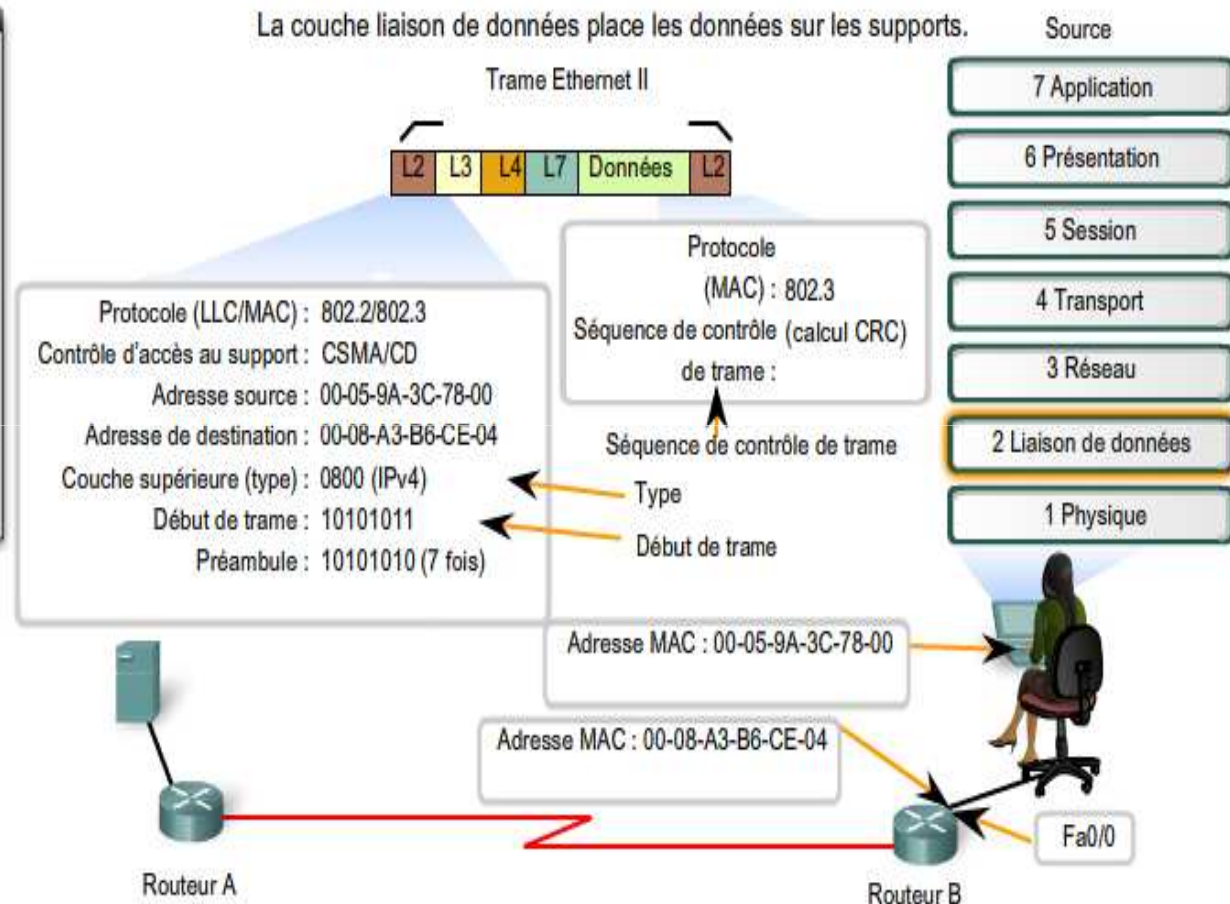 La couche liaison de données place les données sur les supports.
Source
Trame Ethernet II
L2 L3 L4 L7 Données L2
7 Application
6 Présentation
5 Session
4 Transport
3 Réseau
2 Liaison de données
1 Physique
Protocole (LLC/MAC) : 802.2/802.3
Contrôle d'accès au support : CSMA/CD
Adresse source : 00-05-9A-3C-78-00
Adresse de destination : 00-08-A3-B6-CE-04
Couche supérieure (type) : 0800 (IPv4)
Début de trame : 10101011
Préambule : 10101010 (7 fois)
Protocole
(MAC) : 802.3
Séquence de contrôle (calcul CRC)
de trame :
Séquence de contrôle de trame
Type
Début de trame
Adresse MAC : 00-05-9A-3C-78-00
Adresse MAC : 00-08-A3-B6-CE-04
Fa0/0
Routeur A
Routeur B